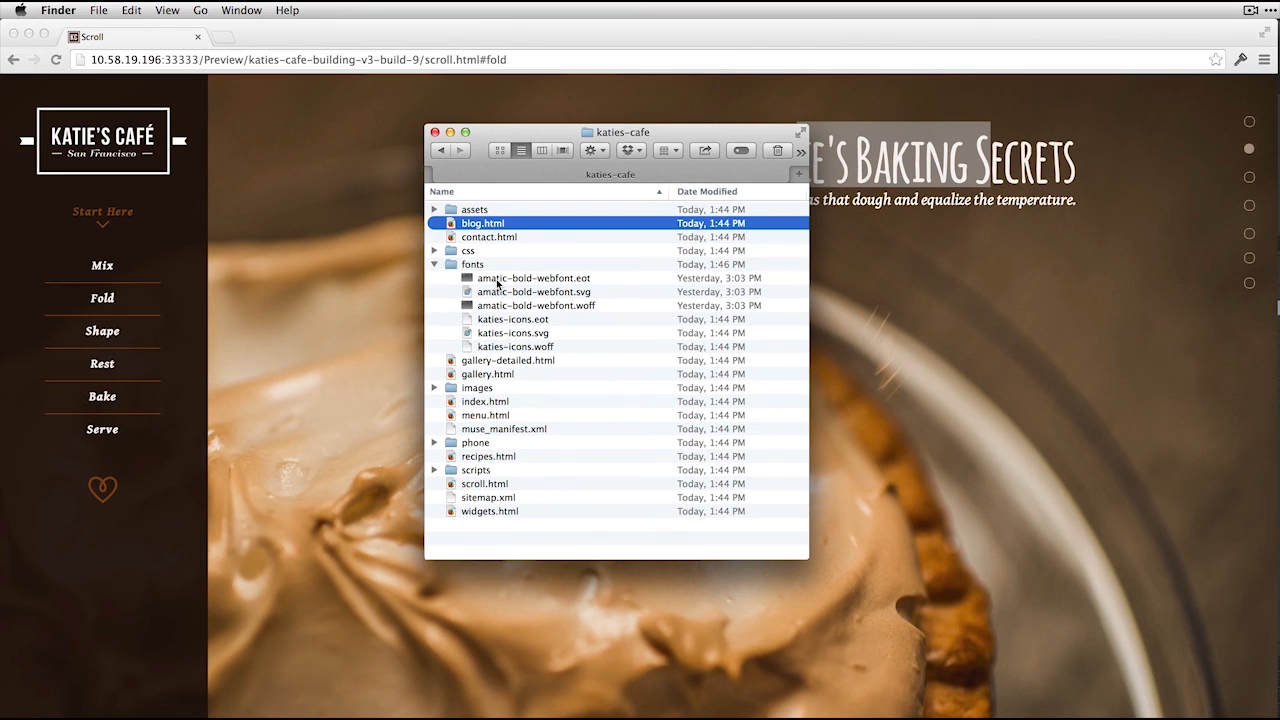 Finder File Edit View Go Window Help
Scroll
10.58.19.196:33333/Preview/katies-cafe-building-v3-build-9/scroll.html#fold
KATIE'S CAFÉ
San Francisco
Start Here
Mix
Fold
Shape
Rest
Bake
Serve
katies-cafe
katies-cafe
Name Date Modified
assets Today, 1:44 PM
blog.html Today, 1:44 PM
contact.html Today, 1:44 PM
css Today, 1:44 PM
fonts Today, 1:46 PM
amatic-bold-webfont.eot Yesterday, 3:03 PM
amatic-bold-webfont.svg Yesterday, 3:03 PM
amatic-bold-webfont.woff Yesterday, 3:03 PM
katies-icons.eot Today, 1:44 PM
katies-icons.svg Today, 1:44 PM
katies-icons.woff Today, 1:44 PM
gallery-detailed.html Today, 1:44 PM
gallery.html Today, 1:44 PM
images Today, 1:44 PM
index.html Today, 1:44 PM
menu.html Today, 1:44 PM
muse_manifest.xml Today, 1:44 PM
phone Today, 1:44 PM
recipes.html Today, 1:44 PM
scripts Today, 1:44 PM
scroll.html Today, 1:44 PM
sitemap.xml Today, 1:44 PM
widgets.html Today, 1:44 PM
E'S BAKING SECRETS
that dough and equalize the temperature.